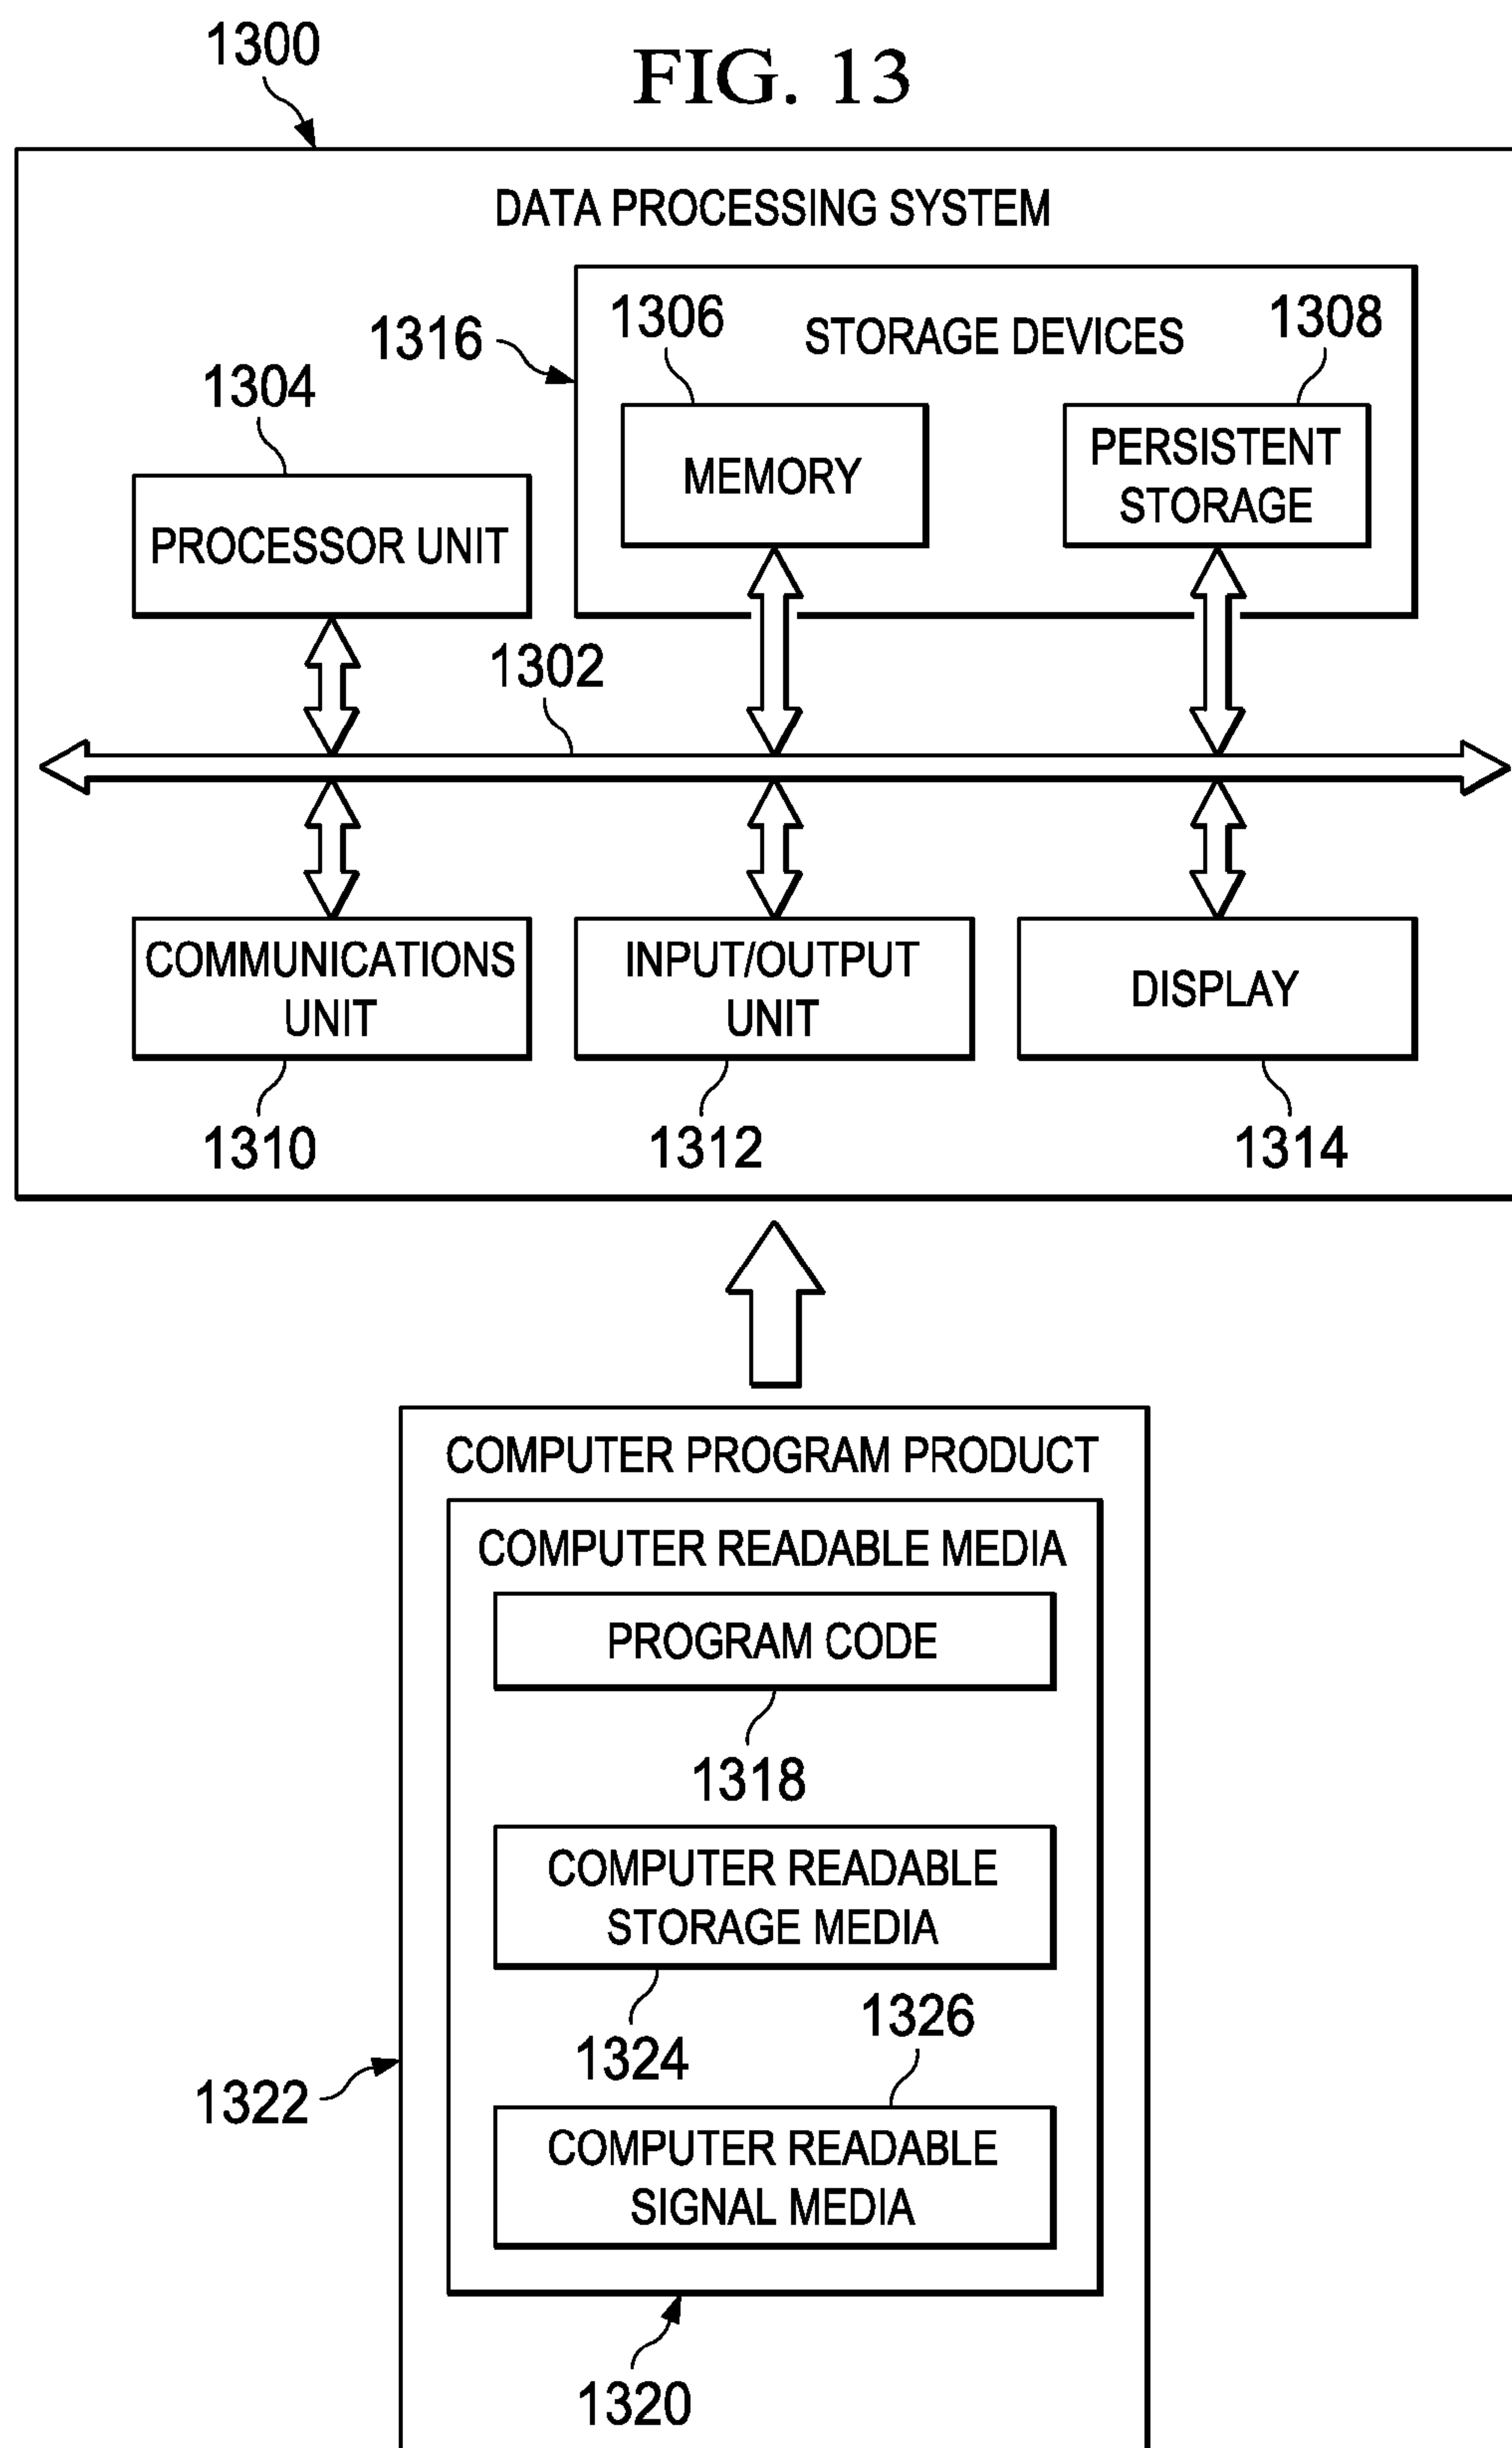 1300
FIG. 13
DATA PROCESSING SYSTEM
1316
1306
STORAGE DEVICES
1308
1304
MEMORY
PERSISTENT
STORAGE
PROCESSOR UNIT
1302
COMMUNICATIONS
UNIT
INPUT/OUTPUT
UNIT
DISPLAY
1310
1312
1314
COMPUTER PROGRAM PRODUCT
COMPUTER READABLE MEDIA
PROGRAM CODE
1318
COMPUTER READABLE
STORAGE MEDIA
1324
1326
1322
COMPUTER READABLE
SIGNAL MEDIA
1320